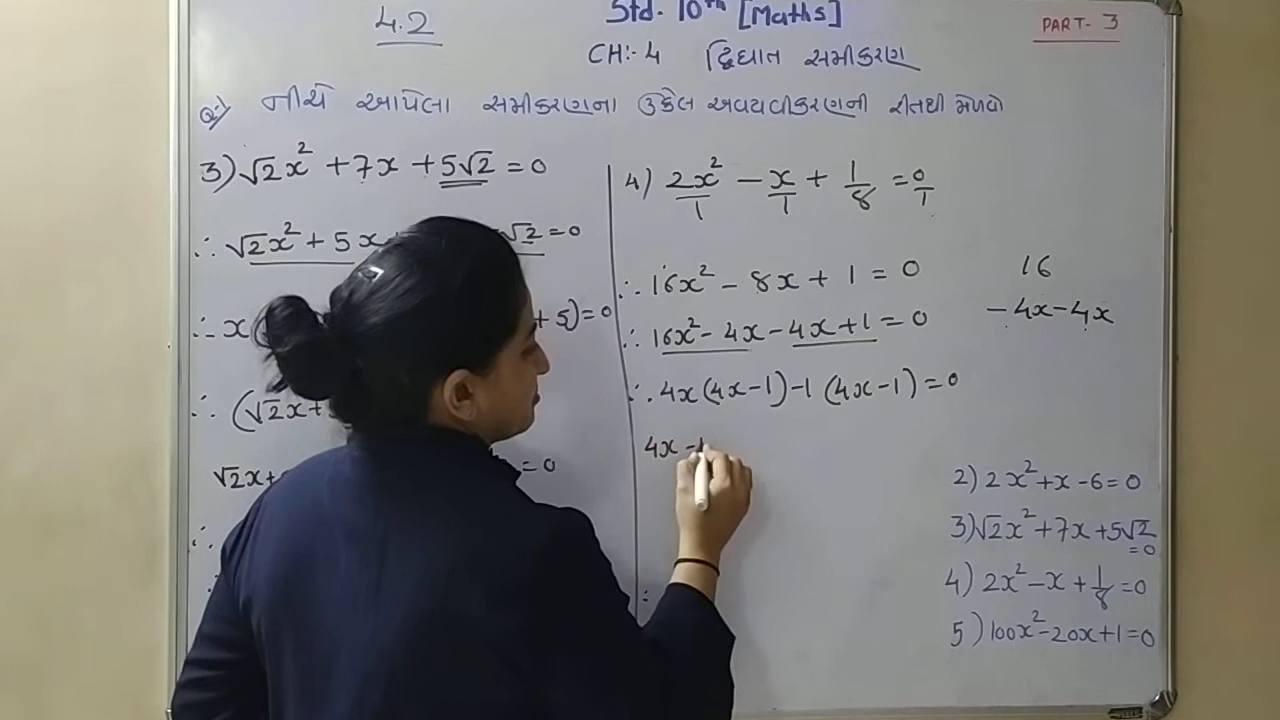 4.2
Std. 10th [Maths]
PART- 3
CH:- 4 દ્વિઘાત સમીકરણ
Q:) નીચે આપેલા સમીકરણના ઉકેલ અવયવીકરણની રીતથી મેળવો
3) √2x² + 7x + 5√2 = 0
∴ √2x² + 5x √2 = 0
∴ x( + 5) = 0
∴ (√2x +
√2x + = 0
∴
4) 2x²/1 - x/1 + 1/8 = 0/1
∴ 16x² - 8x + 1 = 0
16
∴ 16x² - 4x - 4x + 1 = 0
- 4x - 4x
∴ 4x (4x - 1) - 1 (4x - 1) = 0
4x -
2) 2x² + x - 6 = 0
3) √2x² + 7x + 5√2 = 0
4) 2x² - x + 1/8 = 0
5) 100x² - 20x + 1 = 0